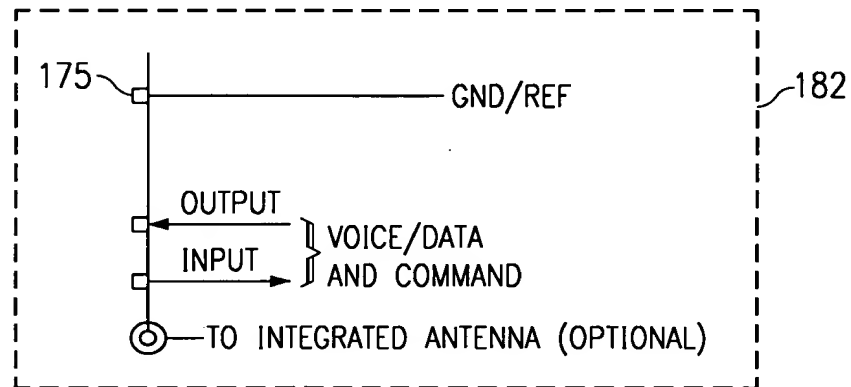 175
GND/REF
182
OUTPUT
VOICE/DATA
INPUT
AND COMMAND
TO INTEGRATED ANTENNA (OPTIONAL)